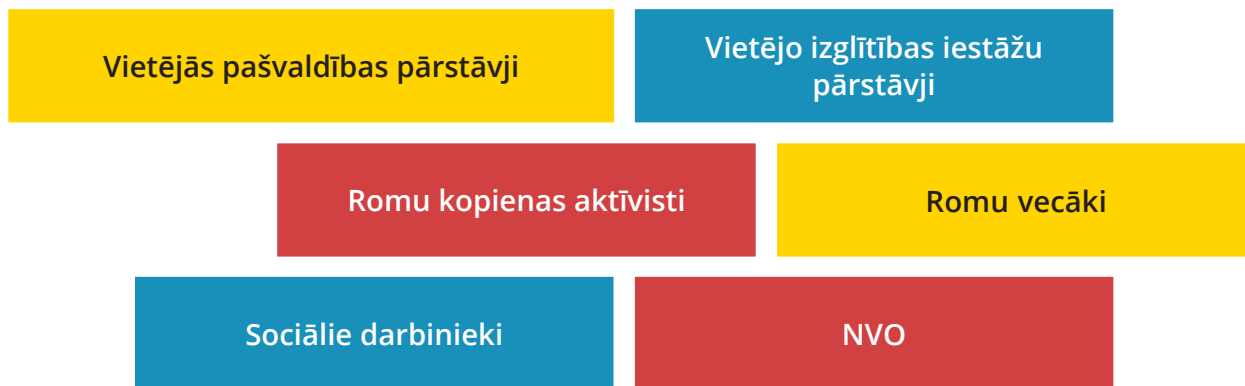 Vietējās pašvaldības pārstāvji
Vietējo izglītības iestāžu
pārstāvji
Romu kopienas aktīvisti
Romu vecāki
Sociālie darbinieki
NVO